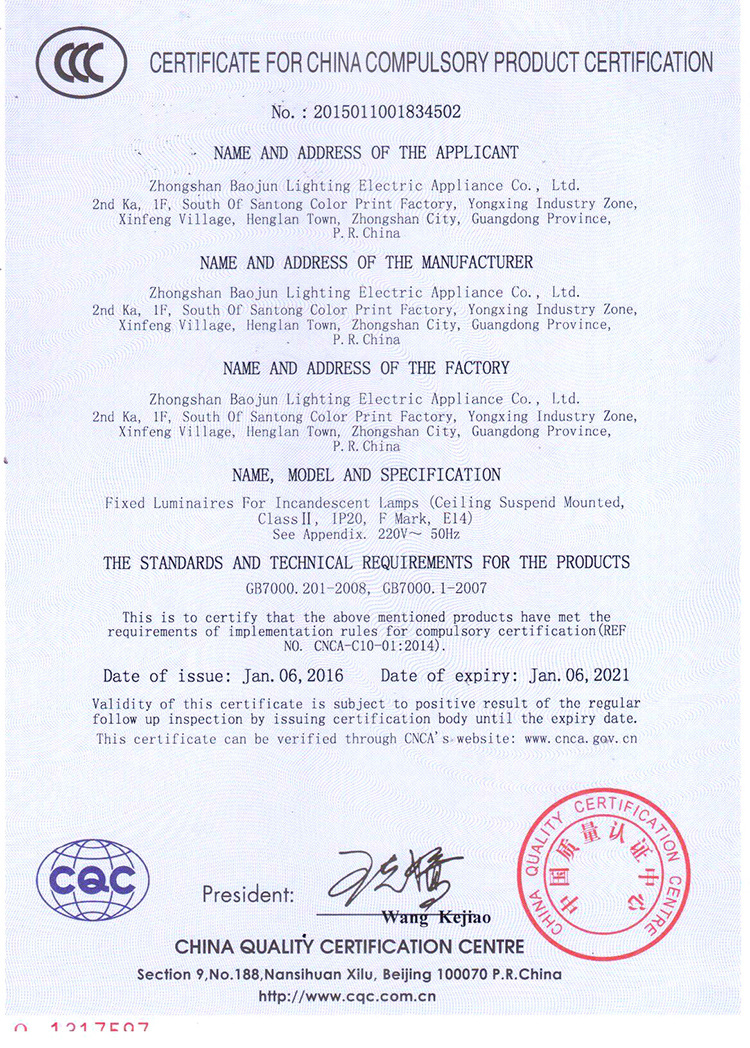 CCC
CERTIFICATE FOR CHINA COMPULSORY PRODUCT CERTIFICATION
No. : 2015011001834502
NAME AND ADDRESS OF THE APPLICANT
Zhongshan Baojun Lighting Electric Appliance Co., Ltd.
2nd Ka, 1F, South Of Santong Color Print Factory, Yongxing Industry Zone,
Xinfeng Village, Henglan Town, Zhongshan City, Guangdong Province,
P.R.China
NAME AND ADDRESS OF THE MANUFACTURER
Zhongshan Baojun Lighting Electric Appliance Co., Ltd.
2nd Ka, 1F, South Of Santong Color Print Factory, Yongxing Industry Zone,
Xinfeng Village, Henglan Town, Zhongshan City, Guangdong Province,
P.R.China
NAME AND ADDRESS OF THE FACTORY
Zhongshan Baojun Lighting Electric Appliance Co., Ltd.
2nd Ka, 1F, South Of Santong Color Print Factory, Yongxing Industry Zone,
Xinfeng Village, Henglan Town, Zhongshan City, Guangdong Province,
P.R.China
NAME, MODEL AND SPECIFICATION
Fixed Luminaires For Incandescent Lamps (Ceiling Suspend Mounted,
ClassⅡ, IP20, F Mark, E14)
See Appendix. 220V～ 50Hz
THE STANDARDS AND TECHNICAL REQUIREMENTS FOR THE PRODUCTS
GB7000.201-2008, GB7000.1-2007
This is to certify that the above mentioned products have met the
requirements of implementation rules for compulsory certification(REF
NO. CNCA-C10-01:2014).
Date of issue: Jan.06,2016 Date of expiry: Jan.06,2021
Validity of this certificate is subject to positive result of the regular
follow up inspection by issuing certification body until the expiry date.
This certificate can be verified through CNCA's website: www.cnca.gov.cn
CHINA QUALITY CERTIFICATION CENTRE
中国质量认证中心
CQC
President:
Wang Kejiao
CHINA QUALITY CERTIFICATION CENTRE
Section 9,No.188,Nansihuan Xilu, Beijing 100070 P.R.China
http://www.cqc.com.cn
1317597